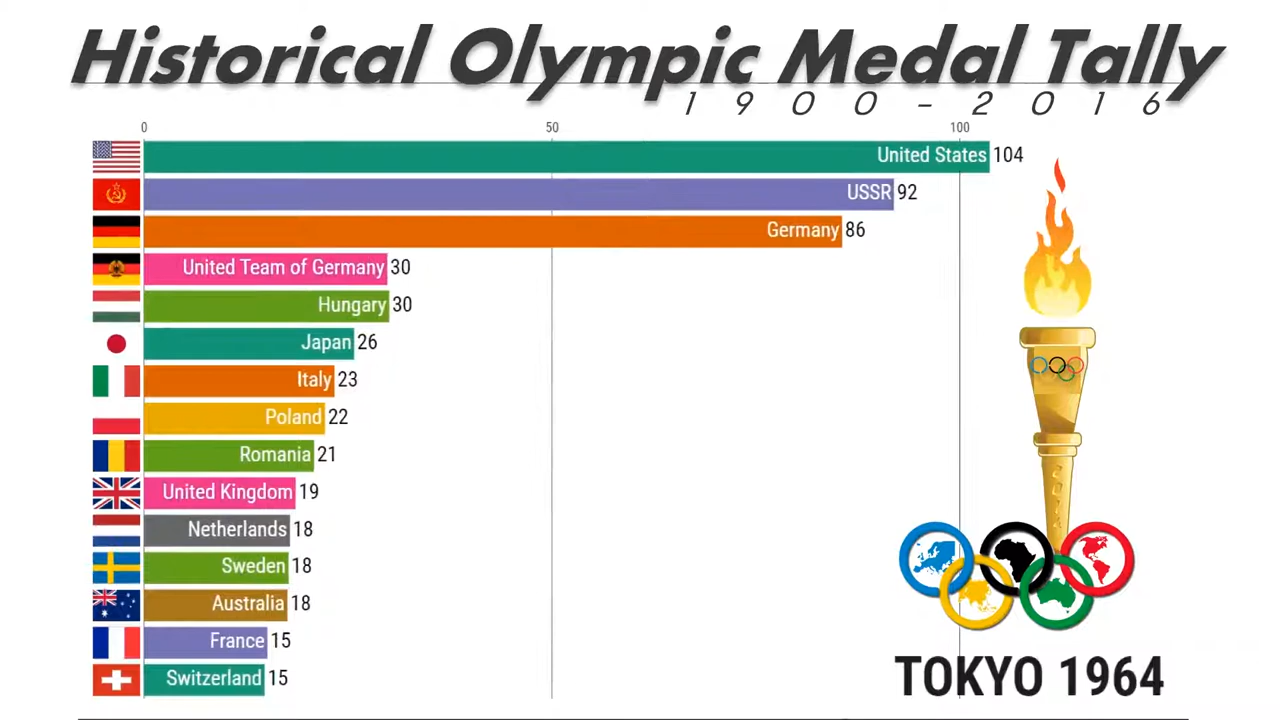 Historical Olympic Medal Tally
1900-2016
0 50 100
United States 104
USSR 92
Germany 86
United Team of Germany 30
Hungary 30
Japan 26
Italy 23
Poland 22
Romania 21
United Kingdom 19
Netherlands 18
Sweden 18
Australia 18
France 15
Switzerland 15
TOKYO 1964